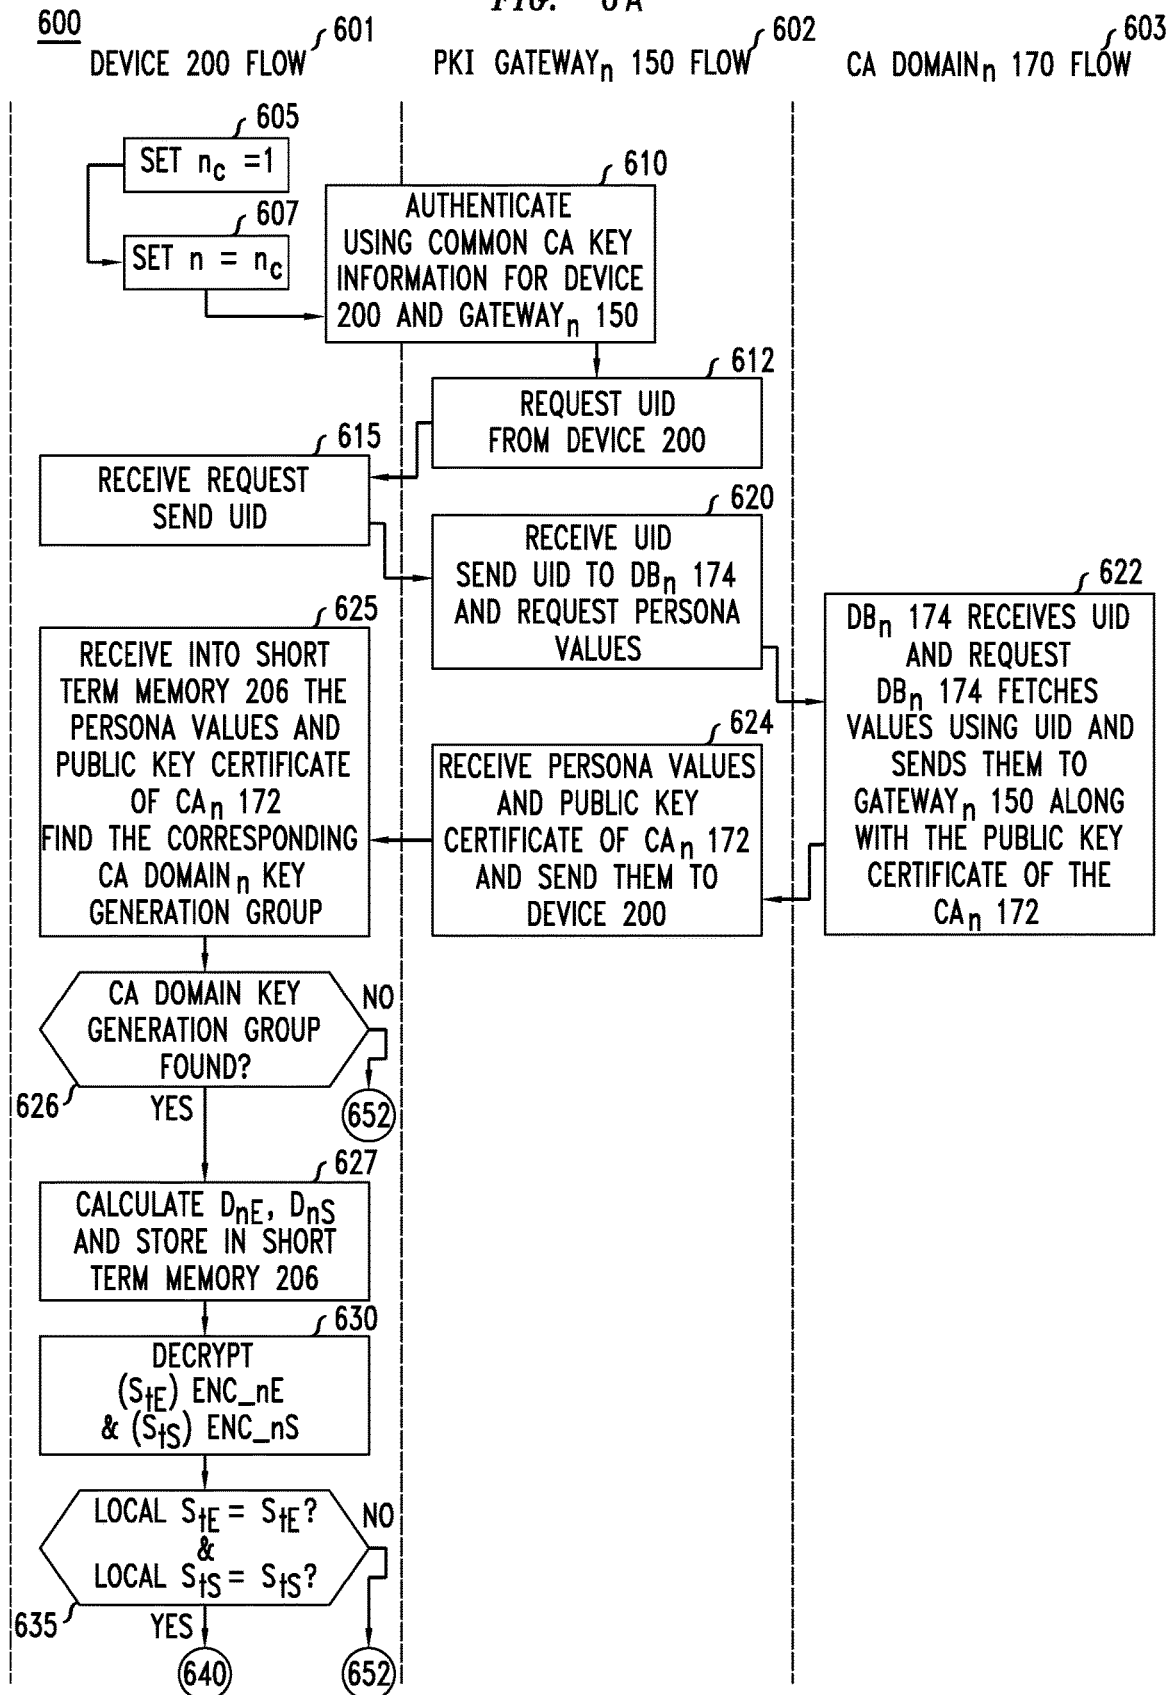 FIG. 6A
600
601
DEVICE 200 FLOW
602
PKI GATEWAYn 150 FLOW
603
CA DOMAINn 170 FLOW
605
SET nc =1
607
SET n = nc
610
AUTHENTICATE
USING COMMON CA KEY
INFORMATION FOR DEVICE
200 AND GATEWAYn 150
612
REQUEST UID
FROM DEVICE 200
615
RECEIVE REQUEST
SEND UID
620
RECEIVE UID
SEND UID TO DBn 174
AND REQUEST PERSONA
VALUES
622
DBn 174 RECEIVES UID
AND REQUEST
DBn 174 FETCHES
VALUES USING UID AND
SENDS THEM TO
GATEWAYn 150 ALONG
WITH THE PUBLIC KEY
CERTIFICATE OF THE
CAn 172
624
RECEIVE PERSONA VALUES
AND PUBLIC KEY
CERTIFICATE OF CAn 172
AND SEND THEM TO
DEVICE 200
625
RECEIVE INTO SHORT
TERM MEMORY 206 THE
PERSONA VALUES AND
PUBLIC KEY CERTIFICATE
OF CAn 172
FIND THE CORRESPONDING
CA DOMAINn KEY
GENERATION GROUP
CA DOMAIN KEY
GENERATION GROUP
FOUND?
NO
626
YES
652
627
CALCULATE DnE, DnS
AND STORE IN SHORT
TERM MEMORY 206
630
DECRYPT
(StE) ENC_nE
& (StS) ENC_nS
LOCAL StE = StE?
&
LOCAL StS = StS?
NO
635
YES
640
652